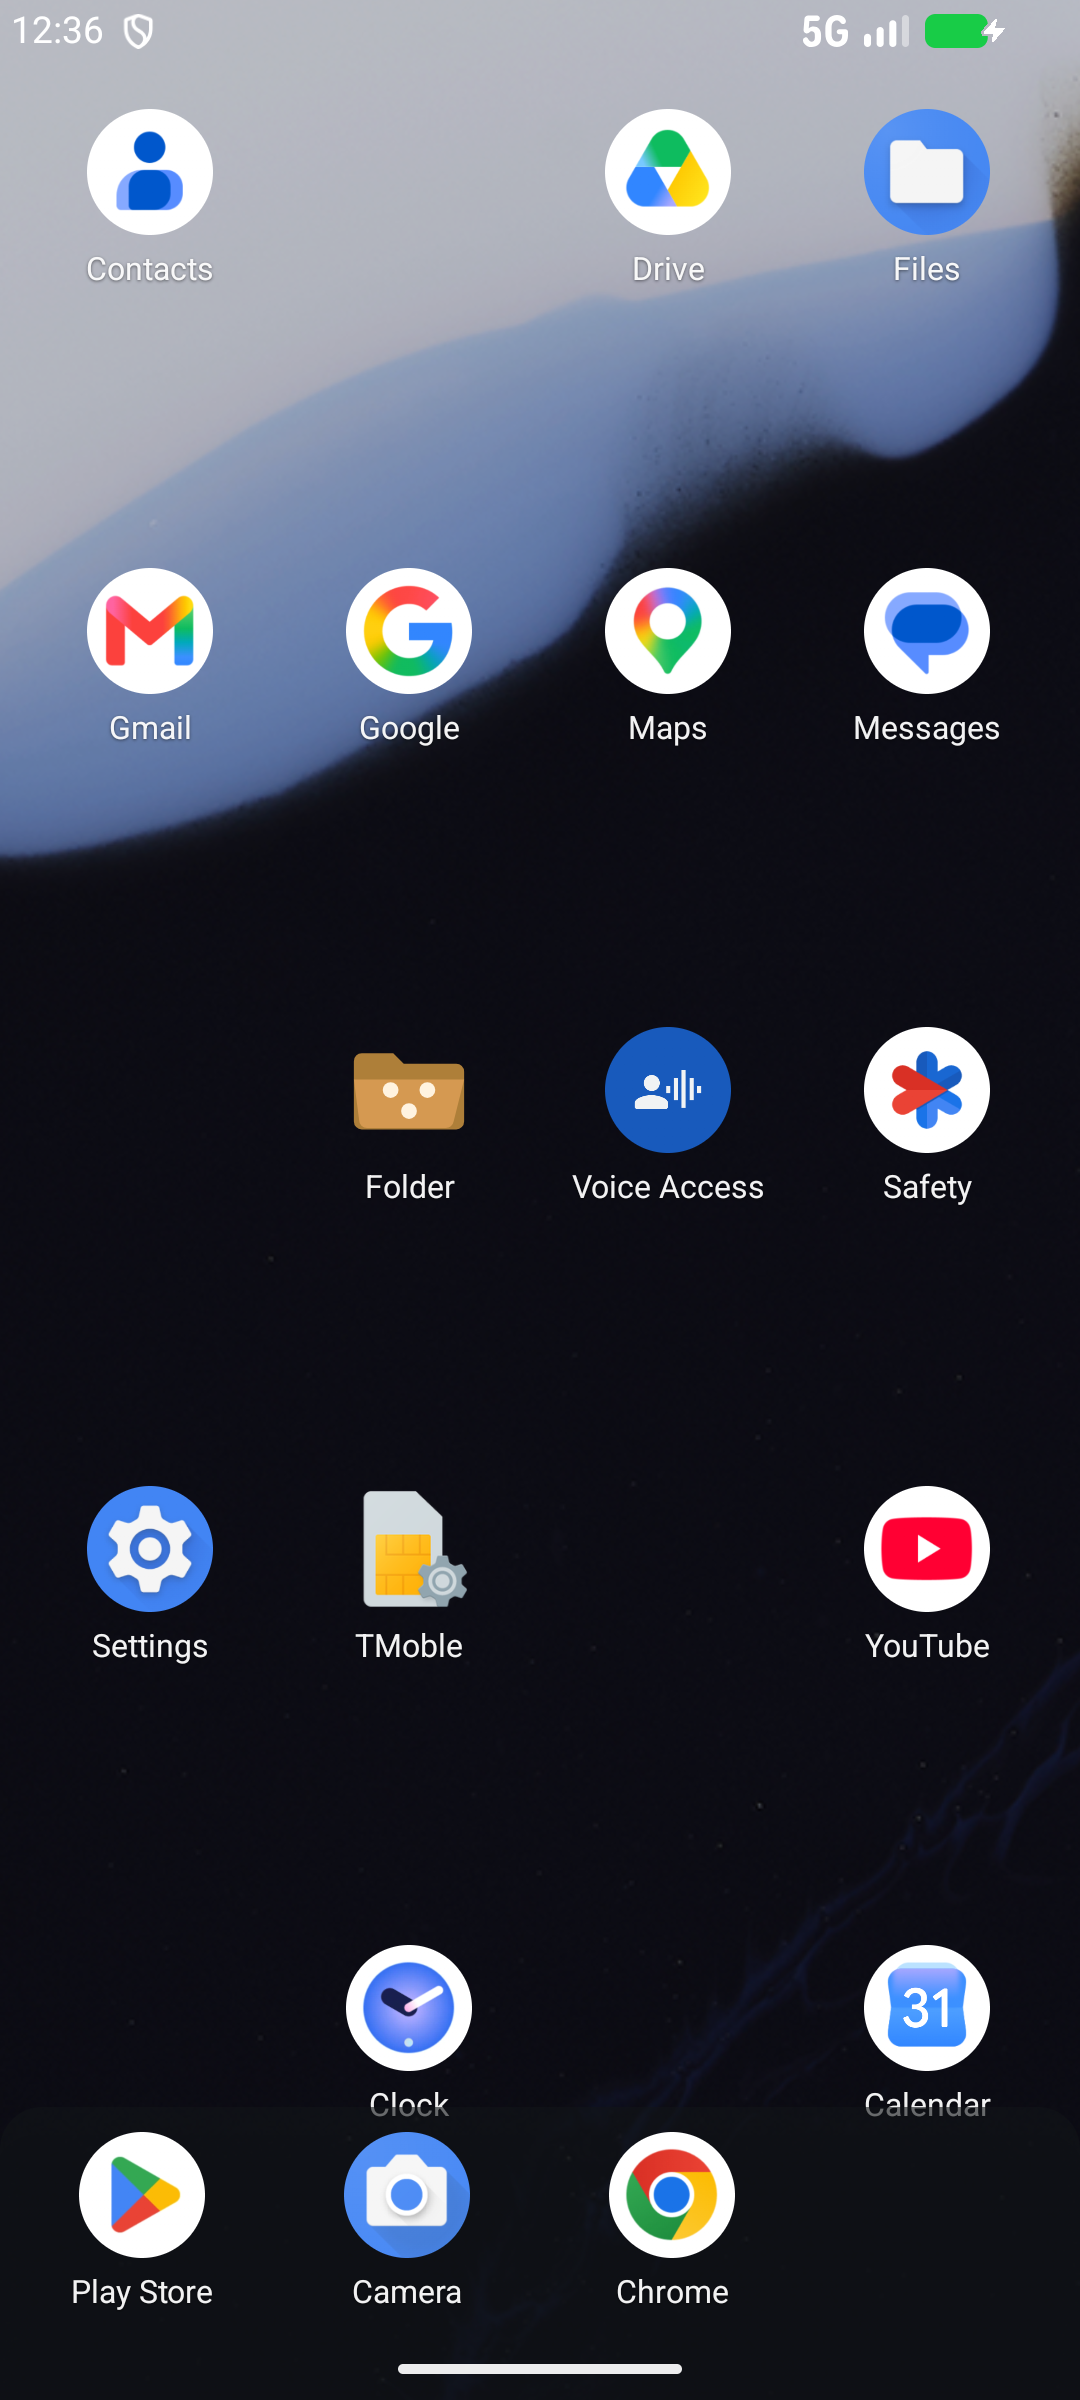 12:36
5G
Contacts
Drive
Files
Gmail
Google
Maps
Messages
Folder
Voice Access
Safety
Settings
TMoble
YouTube
31
Clock
Calendar
Play Store
Camera
Chrome